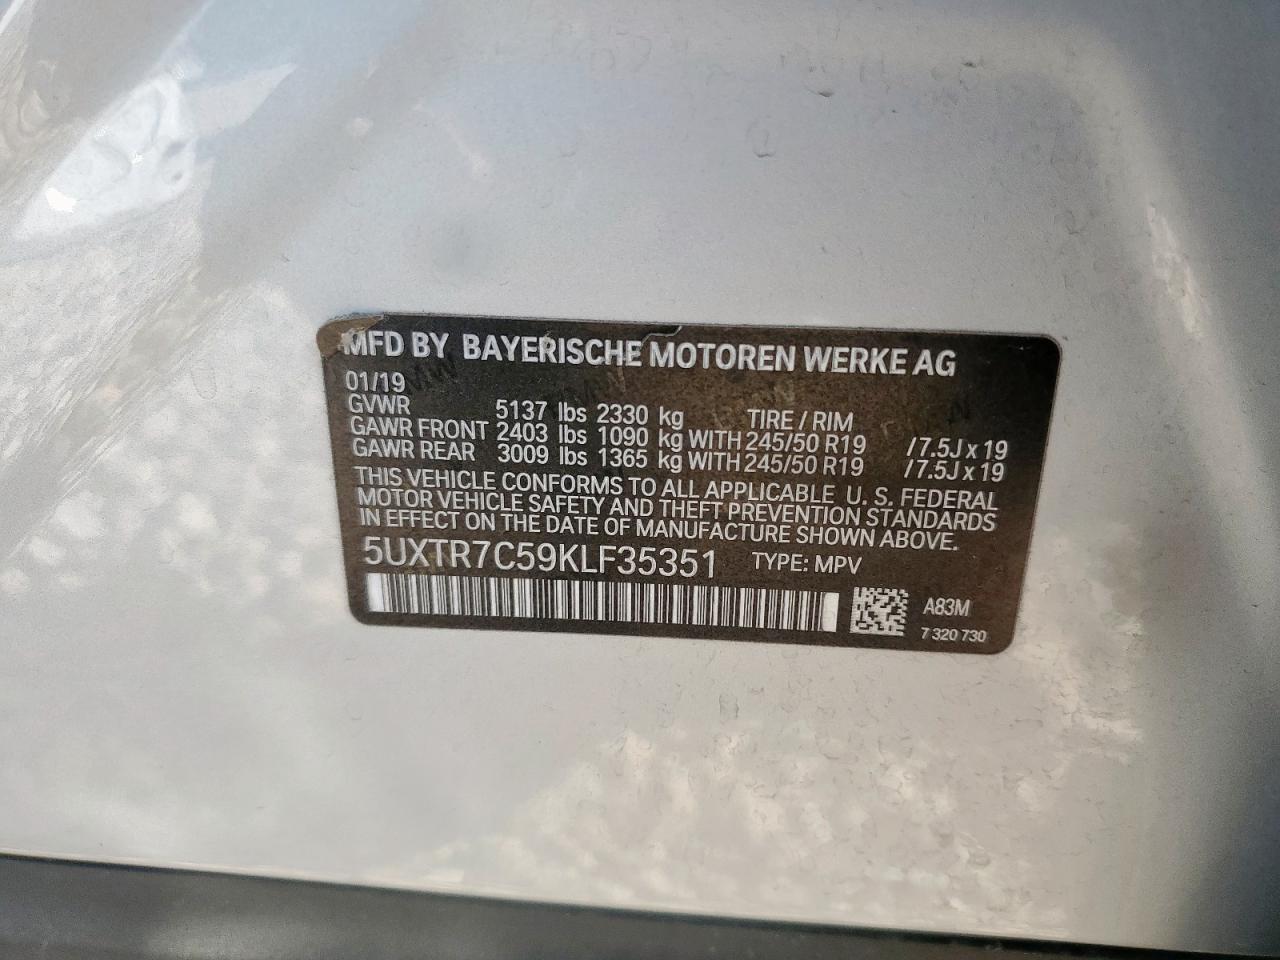 MFD BY BAYERISCHE MOTOREN WERKE AG
01/19
GVWR 5137 lbs 2330 kg TIRE / RIM
GAWR FRONT 2403 lbs 1090 kg WITH 245/50 R19 /7.5J x 19
GAWR REAR 3009 lbs 1365 kg WITH 245/50 R19 /7.5J x 19
THIS VEHICLE CONFORMS TO ALL APPLICABLE U. S. FEDERAL
MOTOR VEHICLE SAFETY AND THEFT PREVENTION STANDARDS
IN EFFECT ON THE DATE OF MANUFACTURE SHOWN ABOVE.
5UXTR7C59KLF35351 TYPE: MPV
A83M
7 320 730